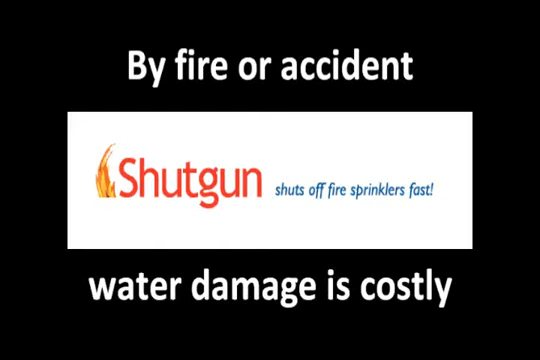 By fire or accident
Shutgun shuts off fire sprinklers fast!
water damage is costly